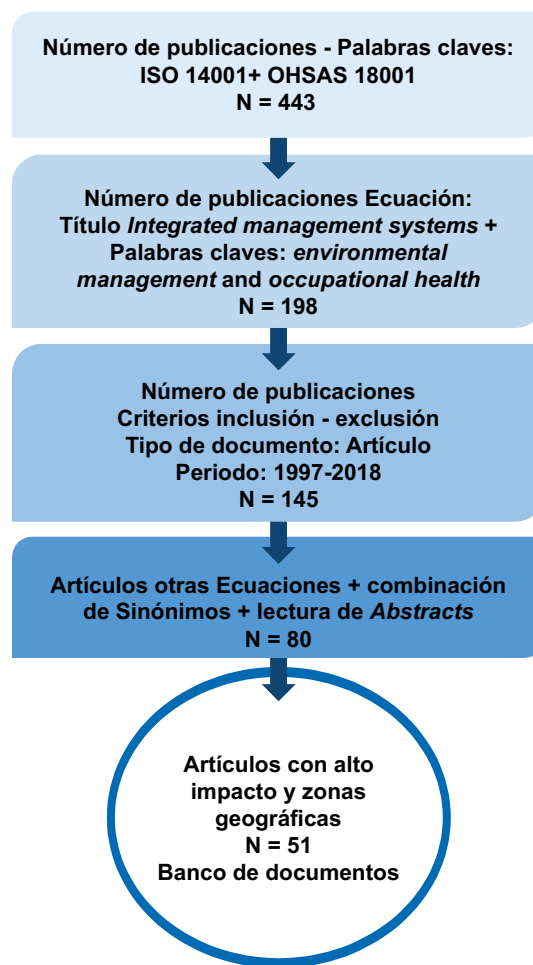 Número de publicaciones - Palabras claves:
ISO 14001+ OHSAS 18001
N = 443
Número de publicaciones Ecuación:
Título Integrated management systems +
Palabras claves: environmental
management and occupational health
N = 198
Número de publicaciones
Criterios inclusión - exclusión
Tipo de documento: Artículo
Periodo: 1997-2018
N = 145
Artículos otras Ecuaciones + combinación
de Sinónimos + lectura de Abstracts
N = 80
Artículos con alto
impacto y zonas
geográficas
N = 51
Banco de documentos